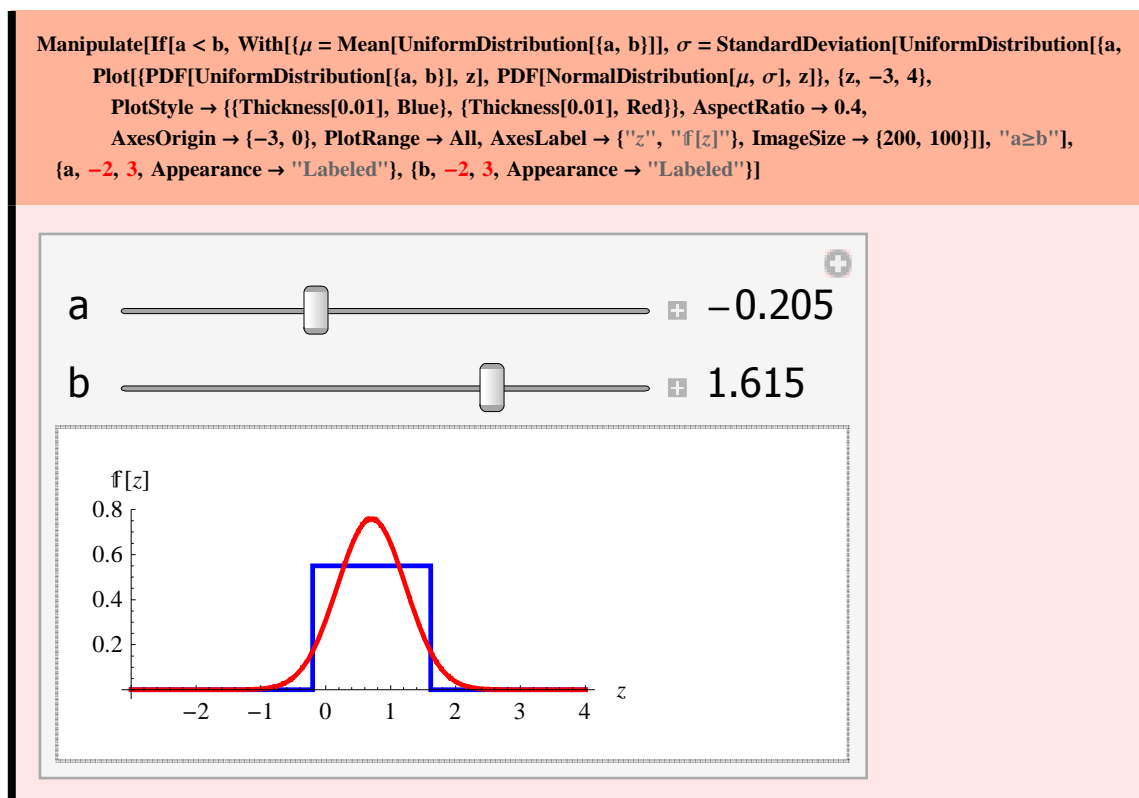 Manipulate[If[a < b, With[{μ = Mean[UniformDistribution[{a, b}]], σ = StandardDeviation[UniformDistribution[{a,
Plot[{PDF[UniformDistribution[{a, b}], z], PDF[NormalDistribution[μ, σ], z]}, {z, −3, 4},
PlotStyle → {{Thickness[0.01], Blue}, {Thickness[0.01], Red}}, AspectRatio → 0.4,
AxesOrigin → {−3, 0}, PlotRange → All, AxesLabel → {"z", "𝕗[z]"}, ImageSize → {200, 100}]], "a≥b"],
{a, −2, 3, Appearance → "Labeled"}, {b, −2, 3, Appearance → "Labeled"}]
a −0.205
b 1.615
𝕗[z]
0.8
0.6
0.4
0.2
z
−2 −1 0 1 2 3 4